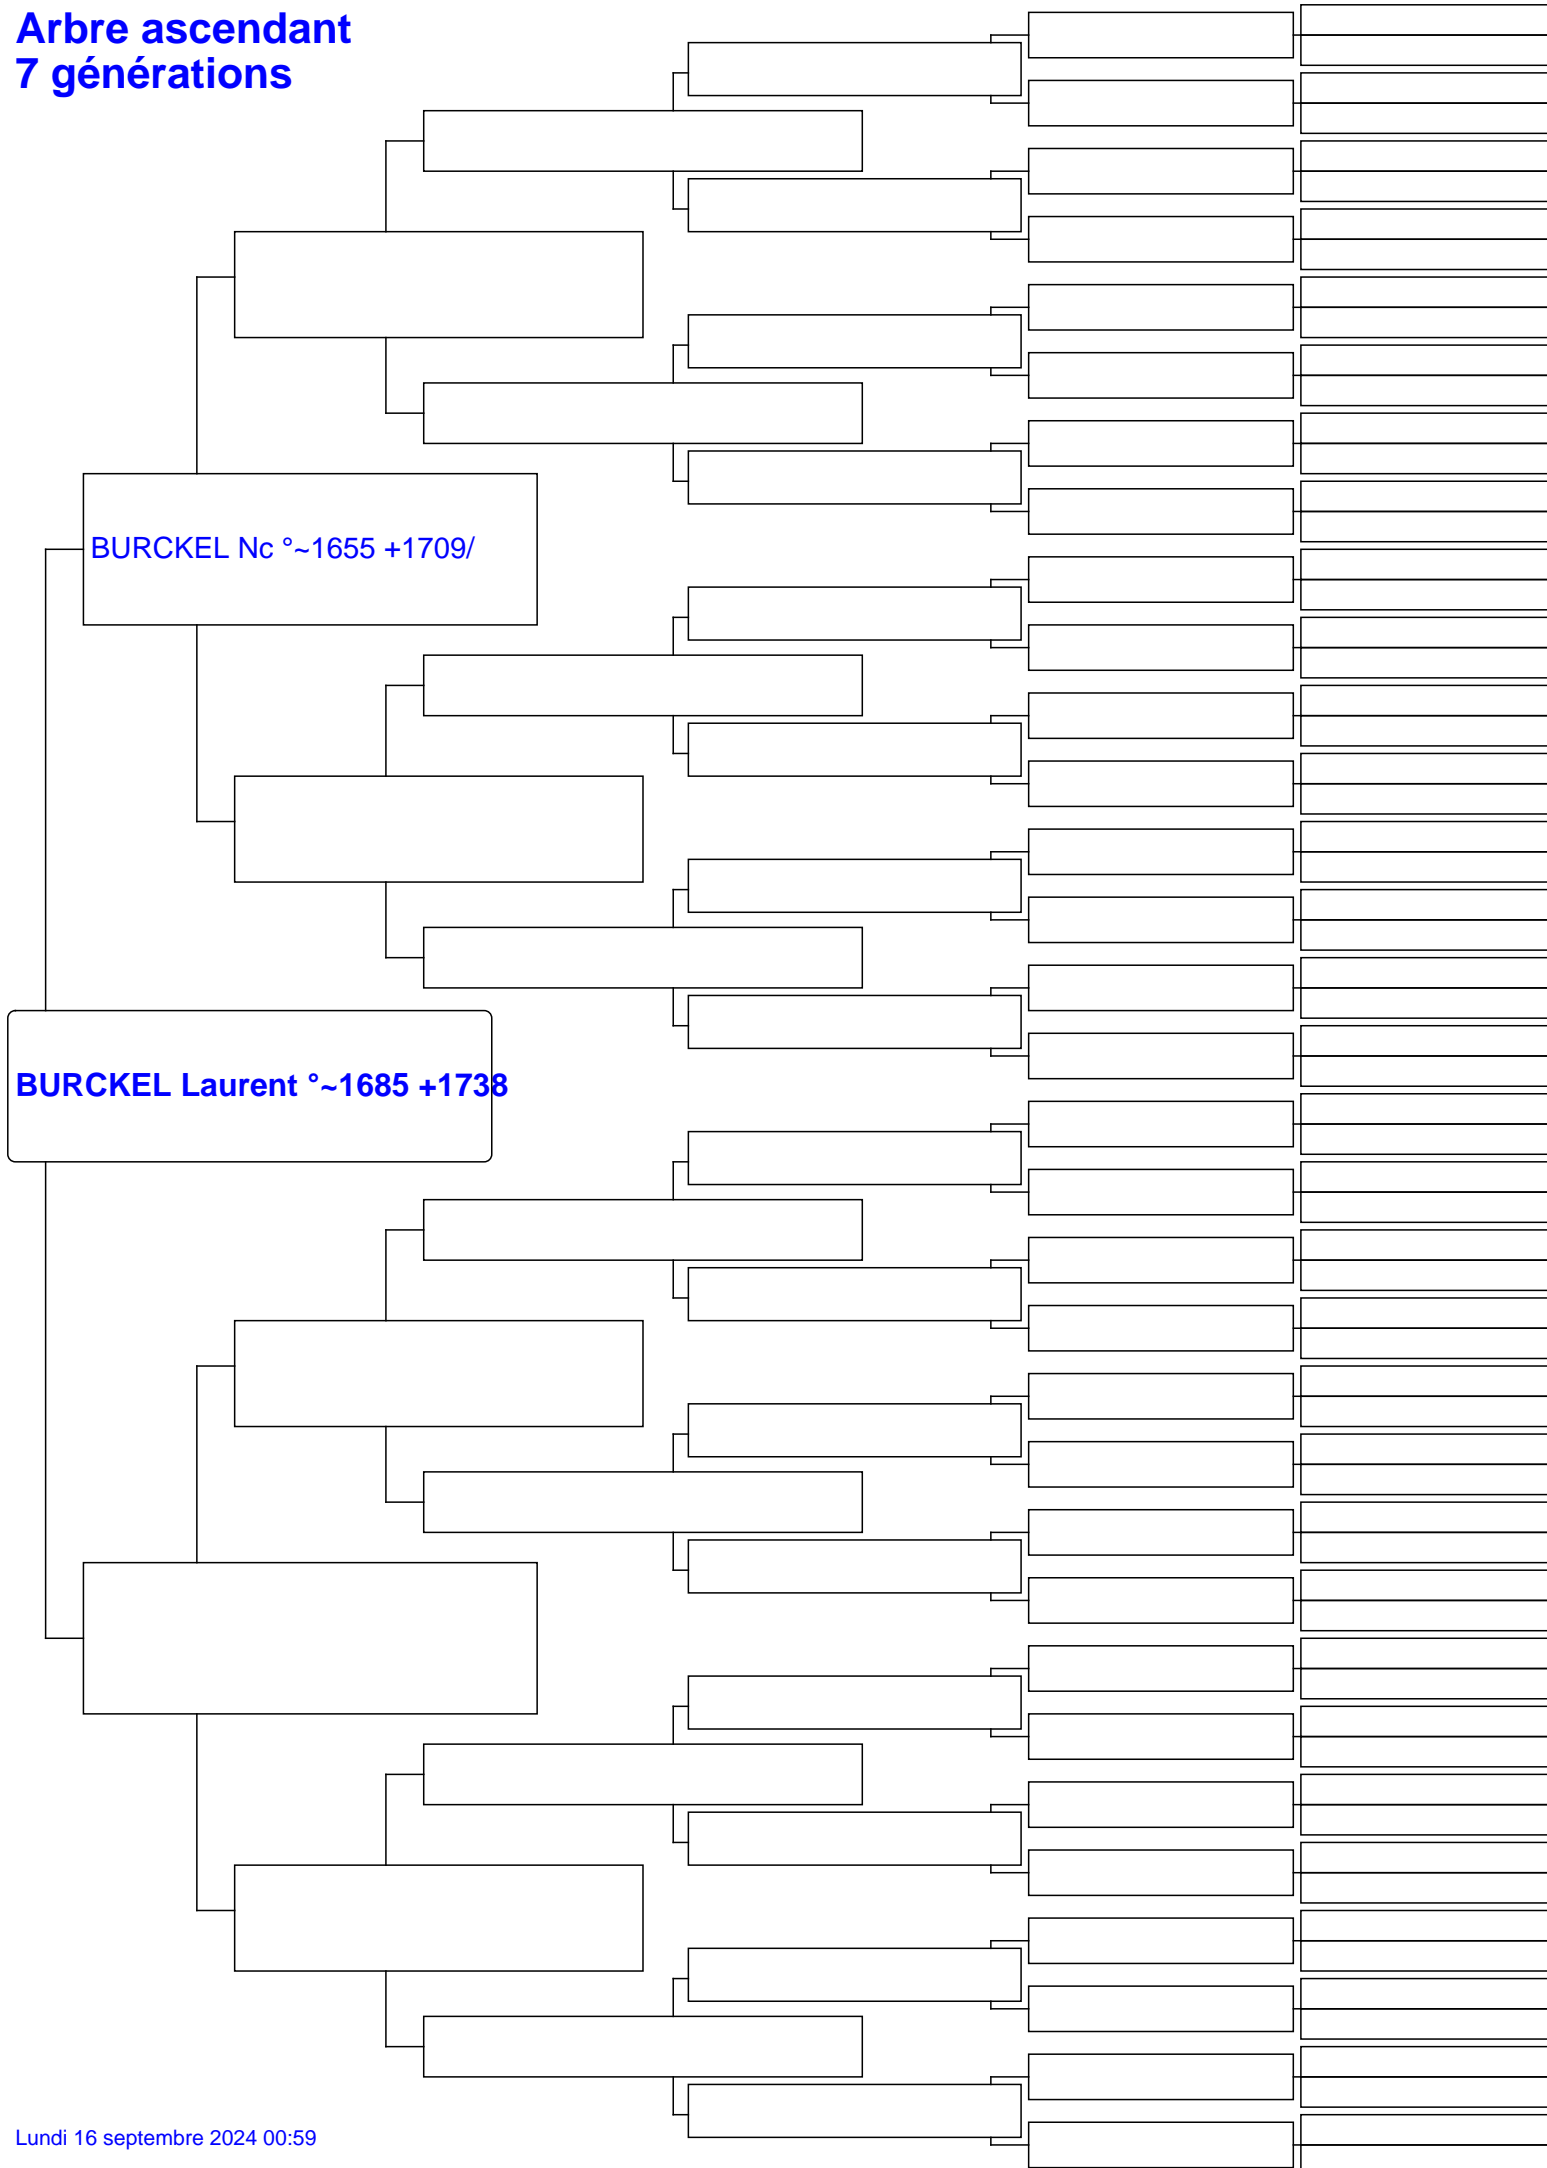 Arbre ascendant
7 générations
BURCKEL Nc °~1655 +1709/
BURCKEL Laurent °~1685 +1738
Lundi 16 septembre 2024 00:59